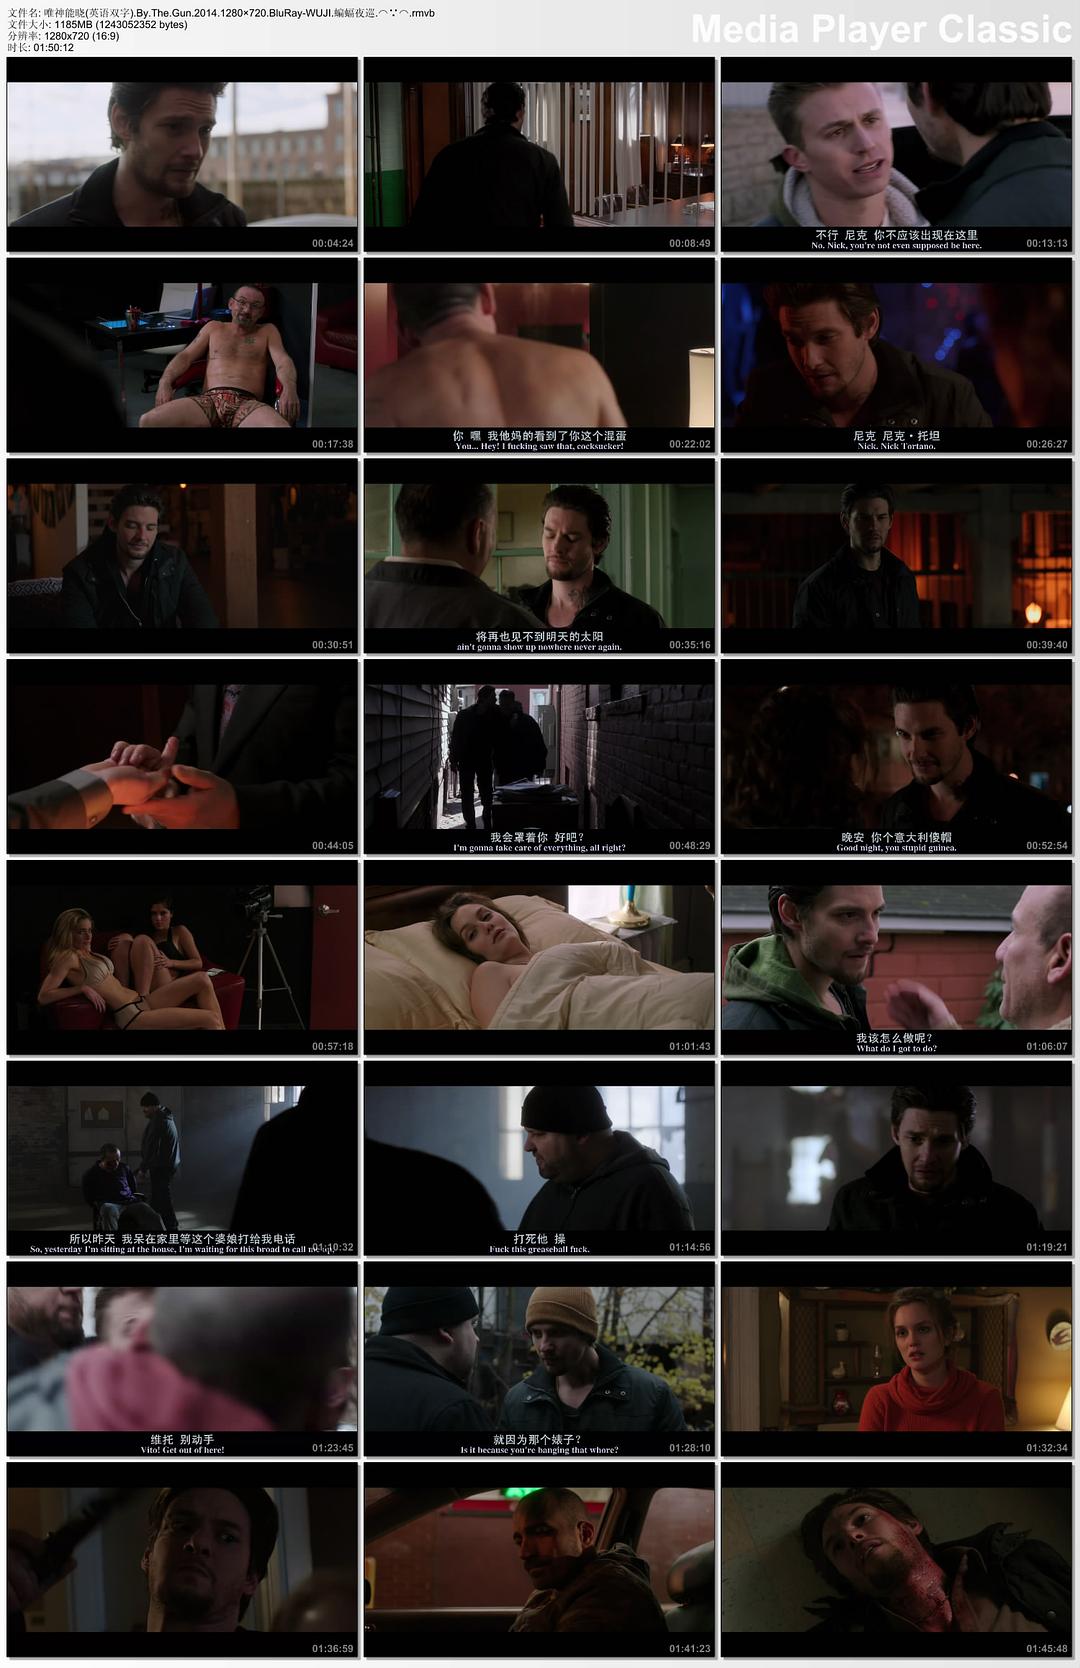 文件名: 唯神能晓(英语双字).By.The.Gun.2014.1280×720.BluRay-WUJI.蝙蝠夜巡.◠∵◠.rmvb
Media Player Classic
文件大小: 1185MB (1243052352 bytes)
分辨率: 1280x720 (16:9)
时长: 01:50:12
00:04:24
00:08:49
不行 尼克 你不应该出现在这里
No. Nick, you're not even supposed be here.
00:13:13
00:17:38
你 嘿 我他妈的看到了你这个混蛋
You... Hey! I fucking saw that, cocksucker!
00:22:02
尼克 尼克·托坦
Nick. Nick Tortano.
00:26:27
00:30:51
将再也见不到明天的太阳
ain't gonna show up nowhere never again.
00:35:16
00:39:40
00:44:05
我会罩着你 好吧?
I'm gonna take care of everything, all right?
00:48:29
晚安 你个意大利傻帽
Good night, you stupid guinea.
00:52:54
00:57:18
01:01:43
我该怎么做呢?
What do I got to do?
01:06:07
所以昨天 我呆在家里等这个婆娘打给我电话
So, yesterday I'm sitting at the house, I'm waiting for this broad to call
01:10:32
打死他 操
Fuck this greaseball fuck.
01:14:56
01:19:21
维托 别动手
Vito! Get out of here!
01:23:45
就因为那个婊子?
Is it because you're banging that whore?
01:28:10
01:32:34
01:36:59
01:41:23
01:45:48